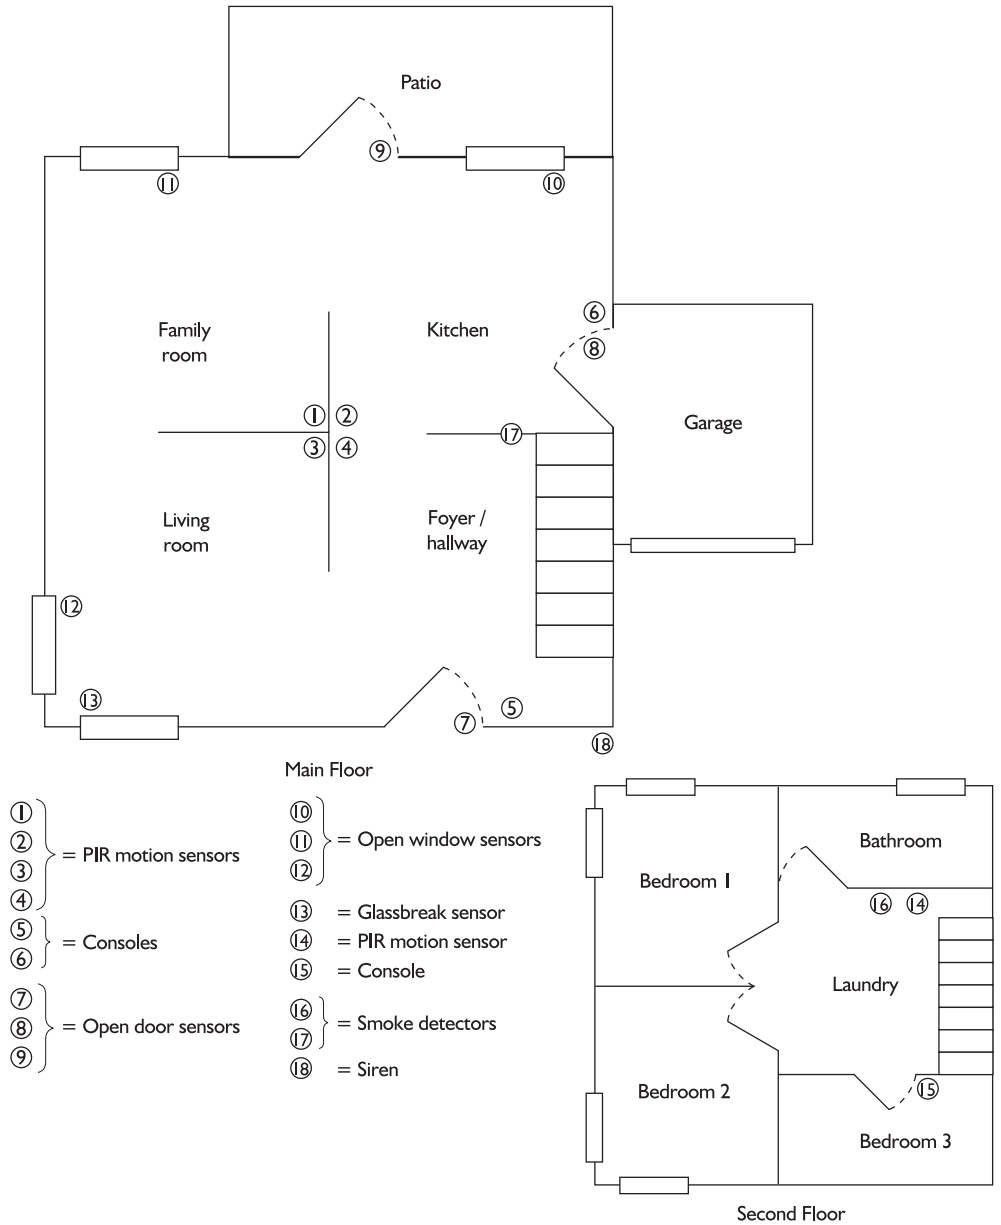 Patio
⑨
⑪
⑩
⑥
Family
room
Kitchen
⑧
Garage
① ②
③ ④
⑰
Living
room
Foyer /
hallway
⑫
⑬
⑤
⑦
⑱
Main Floor
①
②
③
④
= PIR motion sensors
⑤
⑥
= Consoles
⑦
⑧
⑨
= Open door sensors
⑩
⑪
⑫
= Open window sensors
⑬ = Glassbreak sensor
⑭ = PIR motion sensor
⑮ = Console
⑯
⑰
= Smoke detectors
⑱ = Siren
Bathroom
Bedroom 1
⑯ ⑭
Laundry
Bedroom 2
⑮
Bedroom 3
Second Floor